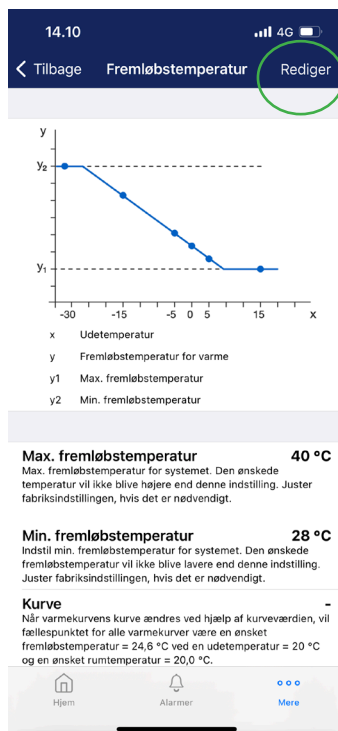 14.10 4G
Tilbage Fremløbstemperatur Rediger
y
y₂
y₁
-30 -15 -5 0 5 15 x
x Udetemperatur
y Fremløbstemperatur for varme
y1 Max. fremløbstemperatur
y2 Min. fremløbstemperatur
Max. fremløbstemperatur 40 °C
Max. fremløbstemperatur for systemet. Den ønskede
temperatur vil ikke blive højere end denne indstilling. Juster
fabriksindstillingen, hvis det er nødvendigt.
Min. fremløbstemperatur 28 °C
Indstil min. fremløbstemperatur for systemet. Den ønskede
fremløbstemperatur vil ikke blive lavere end denne indstilling.
Juster fabriksindstillingen, hvis det er nødvendigt.
Kurve -
Når varmekurvens kurve ændres ved hjælp af kurveværdien, vil
fællespunktet for alle varmekurver være en ønsket
fremløbstemperatur = 24,6 °C ved en udetemperatur = 20 °C
og en ønsket rumtemperatur = 20,0 °C.
Hjem Alarmer Mere